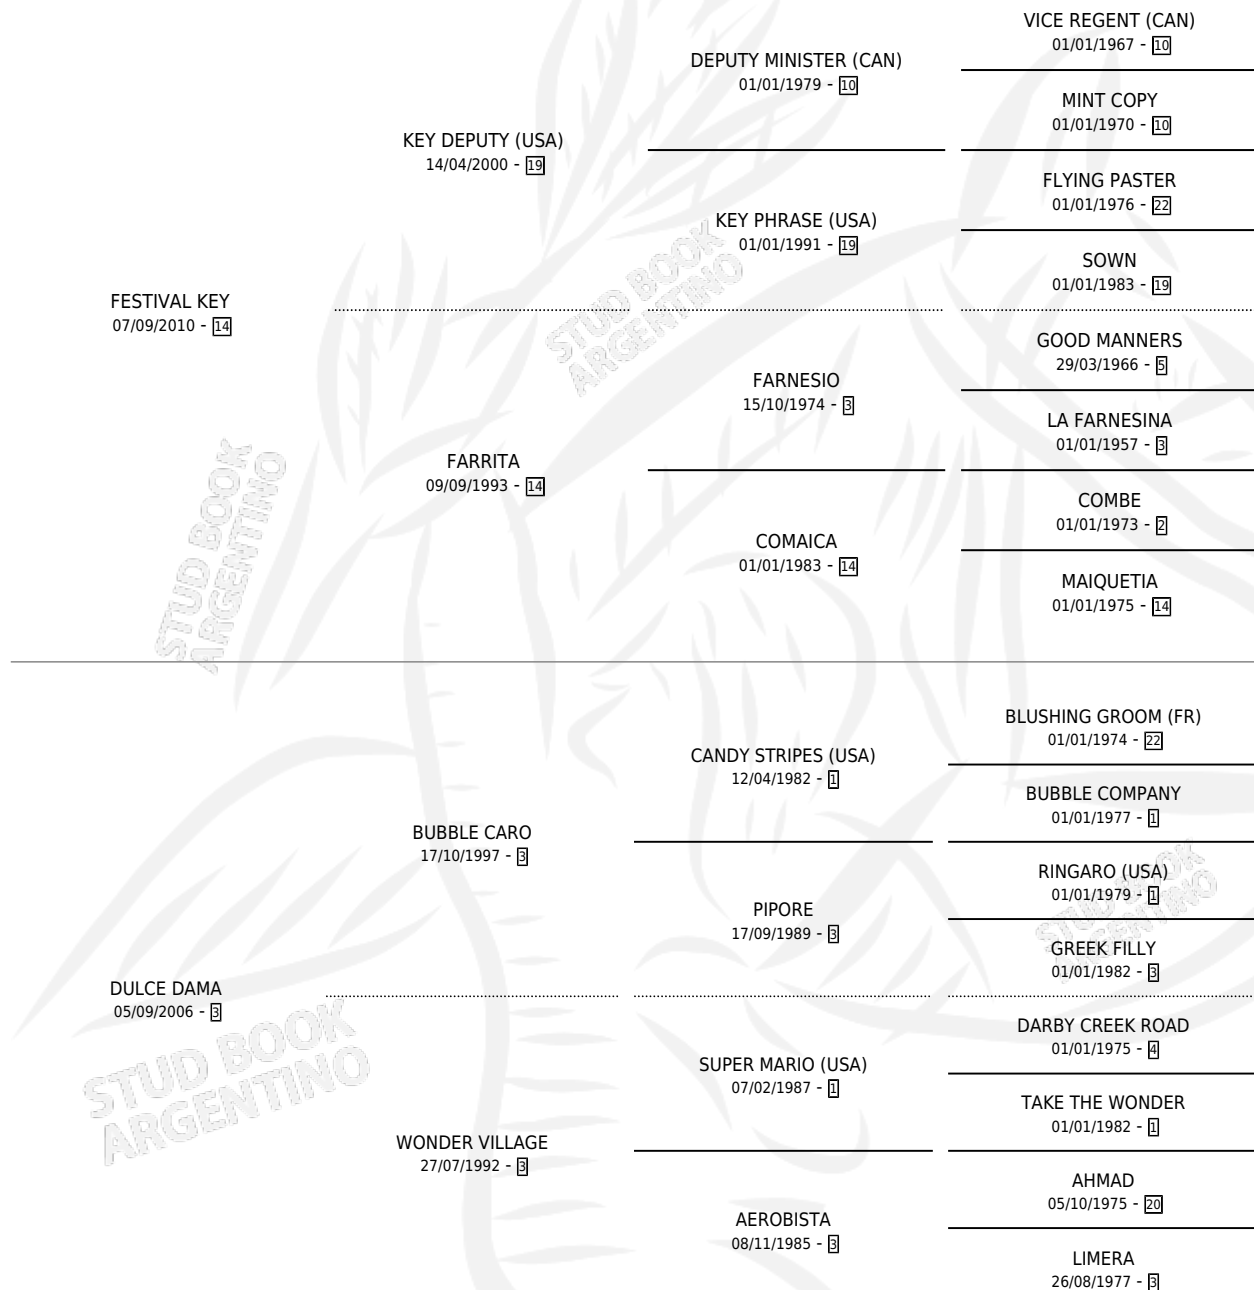 VICE REGENT (CAN)
01/01/1967 - 10
DEPUTY MINISTER (CAN)
01/01/1979 - 10
MINT COPY
01/01/1970 - 10
KEY DEPUTY (USA)
14/04/2000 - 19
FLYING PASTER
01/01/1976 - 22
KEY PHRASE (USA)
01/01/1991 - 19
SOWN
01/01/1983 - 19
FESTIVAL KEY
07/09/2010 - 14
GOOD MANNERS
29/03/1966 - 5
FARNESIO
15/10/1974 - 3
LA FARNESINA
01/01/1957 - 3
FARRITA
09/09/1993 - 14
COMBE
01/01/1973 - 2
COMAICA
01/01/1983 - 14
MAIQUETIA
01/01/1975 - 14
BLUSHING GROOM (FR)
01/01/1974 - 22
CANDY STRIPES (USA)
12/04/1982 - 1
BUBBLE COMPANY
01/01/1977 - 1
BUBBLE CARO
17/10/1997 - 3
RINGARO (USA)
01/01/1979 - 1
PIPORE
17/09/1989 - 3
GREEK FILLY
01/01/1982 - 3
DULCE DAMA
05/09/2006 - 3
DARBY CREEK ROAD
01/01/1975 - 4
SUPER MARIO (USA)
07/02/1987 - 1
TAKE THE WONDER
01/01/1982 - 1
WONDER VILLAGE
27/07/1992 - 3
AHMAD
05/10/1975 - 20
AEROBISTA
08/11/1985 - 3
LIMERA
26/08/1977 - 3
STUD BOOK
ARGENTINO
STUD BOOK
ARGENTINO
STUD BOOK
ARGENTINO
STUD BOOK
ARGENTINO